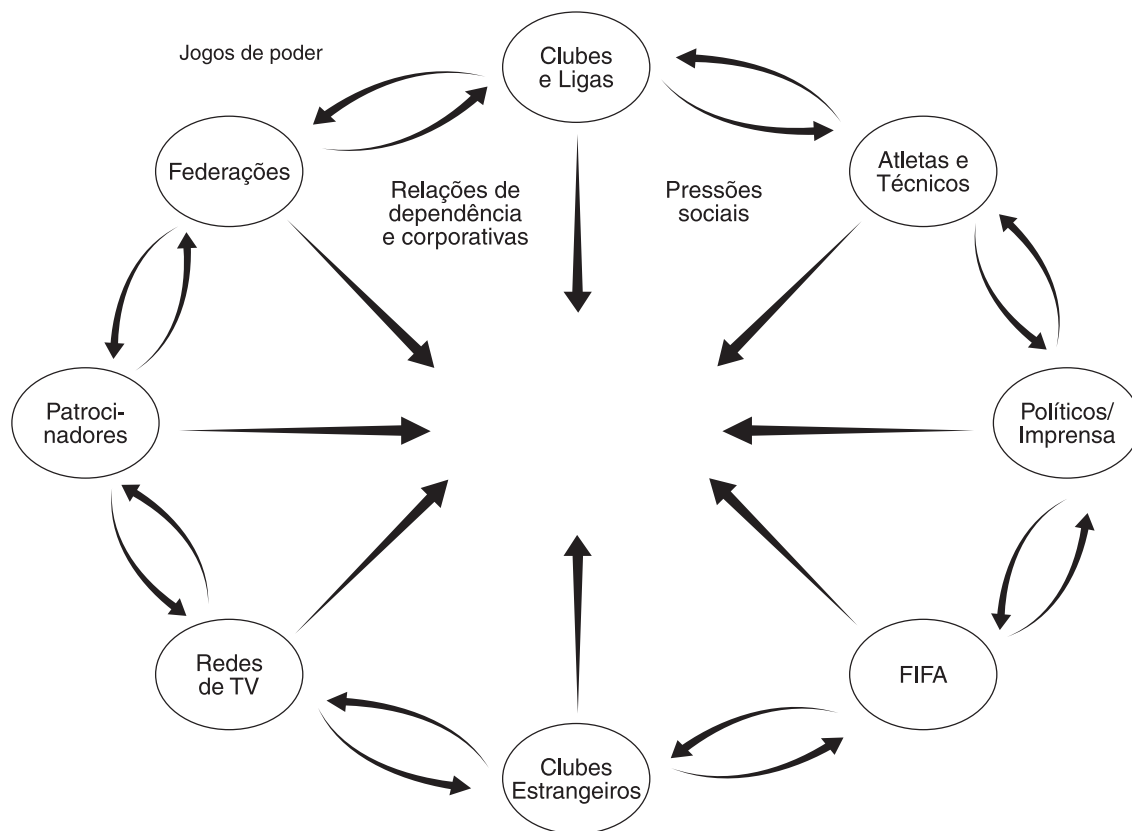 Jogos de poder
Clubes
e Ligas
Federações
Atletas e
Técnicos
Relações de
dependência
e corporativas
Pressões
sociais
Patroci-
nadores
Políticos/
Imprensa
Redes
de TV
FIFA
Clubes
Estrangeiros